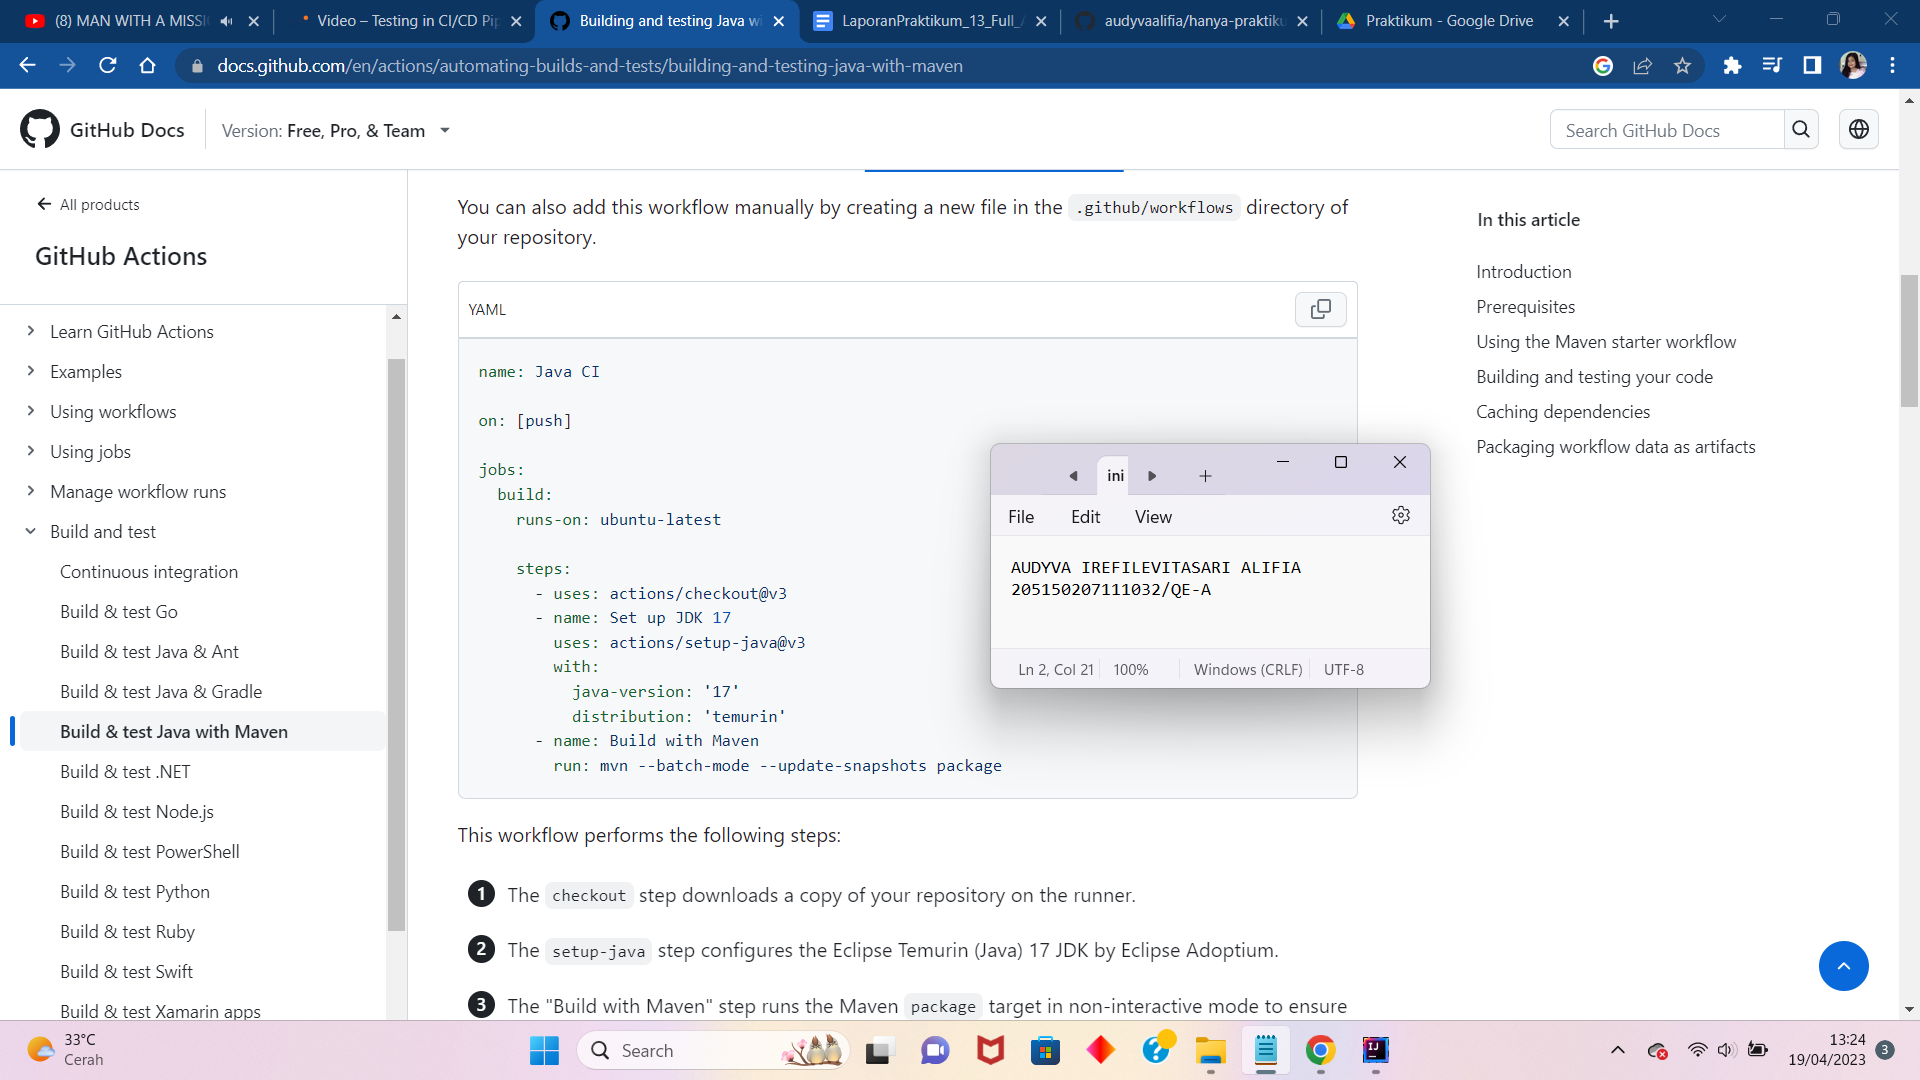 (8) MAN WITH A MISSI
Video – Testing in CI/CD Pip
Building and testing Java wi
LaporanPraktikum_13_Full_
audyvaalifia/hanya-praktiku
Praktikum - Google Drive
docs.github.com/en/actions/automating-builds-and-tests/building-and-testing-java-with-maven
GitHub Docs
Version: Free, Pro, & Team
Search GitHub Docs
All products
GitHub Actions
Learn GitHub Actions
Examples
Using workflows
Using jobs
Manage workflow runs
Build and test
Continuous integration
Build & test Go
Build & test Java & Ant
Build & test Java & Gradle
Build & test Java with Maven
Build & test .NET
Build & test Node.js
Build & test PowerShell
Build & test Python
Build & test Ruby
Build & test Swift
Build & test Xamarin apps
You can also add this workflow manually by creating a new file in the .github/workflows directory of
your repository.
YAML
name: Java CI
on: [push]
jobs:
build:
runs-on: ubuntu-latest
steps:
- uses: actions/checkout@v3
- name: Set up JDK 17
uses: actions/setup-java@v3
with:
java-version: '17'
distribution: 'temurin'
- name: Build with Maven
run: mvn --batch-mode --update-snapshots package
This workflow performs the following steps:
1 The checkout step downloads a copy of your repository on the runner.
2 The setup-java step configures the Eclipse Temurin (Java) 17 JDK by Eclipse Adoptium.
3 The "Build with Maven" step runs the Maven package target in non-interactive mode to ensure
ini
File Edit View
AUDYVA IREFILEVITASARI ALIFIA
205150207111032/QE-A
Ln 2, Col 21 100% Windows (CRLF) UTF-8
In this article
Introduction
Prerequisites
Using the Maven starter workflow
Building and testing your code
Caching dependencies
Packaging workflow data as artifacts
33°C
Cerah
Search
IJ
13:24
19/04/2023
3